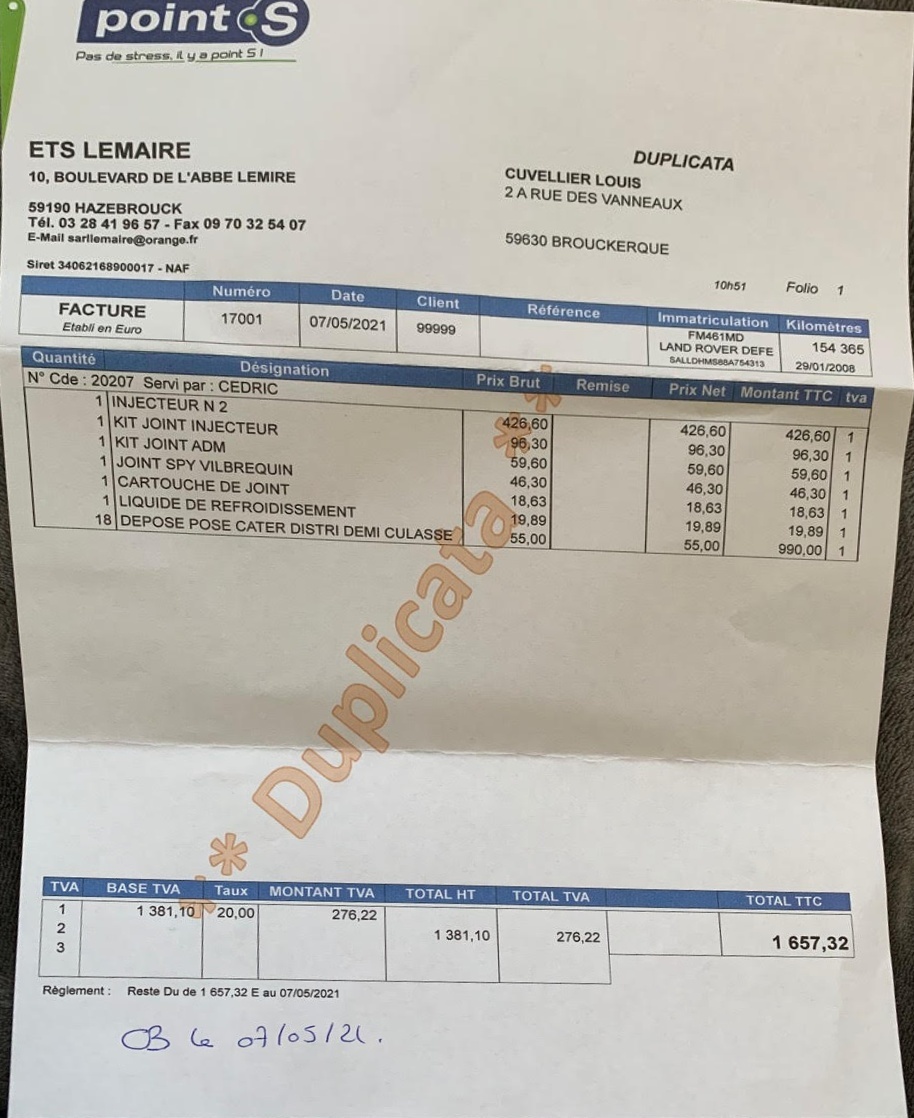 point S
Pas de stress, il y a point S !
ETS LEMAIRE
10, BOULEVARD DE L'ABBE LEMIRE
59190 HAZEBROUCK
Tél. 03 28 41 96 57 - Fax 09 70 32 54 07
E-Mail sarllemaire@orange.fr
Siret 34062168900017 - NAF
DUPLICATA
CUVELLIER LOUIS
2 A RUE DES VANNEAUX
59630 BROUCKERQUE
10h51 Folio 1
Numéro Date Client Référence Immatriculation Kilomètres
FACTURE
Etabli en Euro
17001 07/05/2021 99999
FM461MD
LAND ROVER DEFE
SALLDHMS88A754313
154 365
29/01/2008
Quantité Désignation Prix Brut Remise Prix Net Montant TTC tva
N° Cde : 20207 Servi par : CEDRIC
1 INJECTEUR N 2 426,60 426,60 426,60 1
1 KIT JOINT INJECTEUR 96,30 96,30 96,30 1
1 KIT JOINT ADM 59,60 59,60 59,60 1
1 JOINT SPY VILBREQUIN 46,30 46,30 46,30 1
1 CARTOUCHE DE JOINT 18,63 18,63 18,63 1
1 LIQUIDE DE REFROIDISSEMENT 19,89 19,89 19,89 1
18 DEPOSE POSE CATER DISTRI DEMI CULASSE 55,00 55,00 990,00 1
** Duplicata **
TVA BASE TVA Taux MONTANT TVA TOTAL HT TOTAL TVA TOTAL TTC
1 1 381,10 20,00 276,22
2 1 381,10 276,22 1 657,32
3
Règlement : Reste Du de 1 657,32 E au 07/05/2021
CB le 07/05/21.